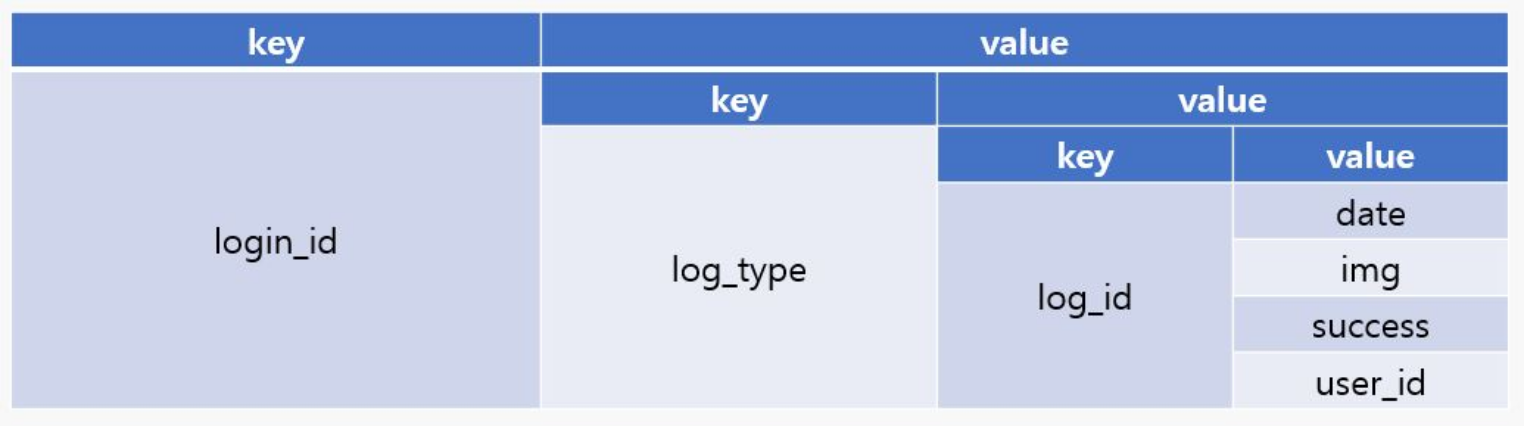 key value
key value
key value
login_id log_type log_id date
img
success
user_id